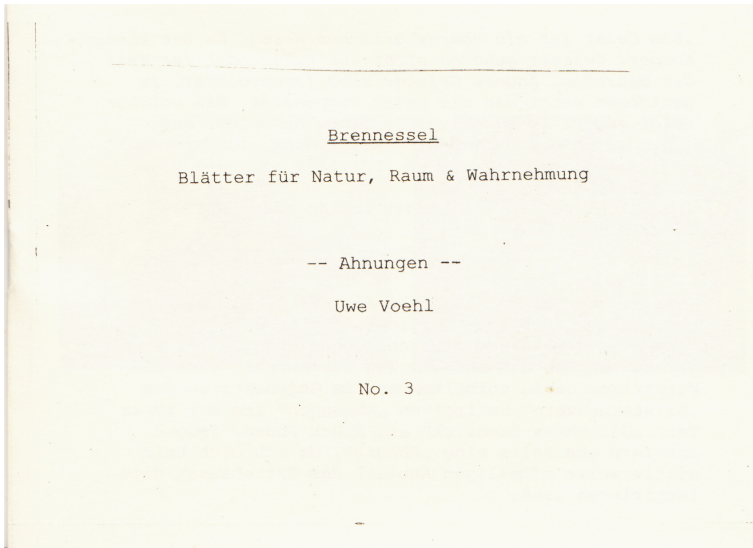 Brennessel
Blätter für Natur, Raum & Wahrnehmung
-- Ahnungen --
Uwe Voehl
No. 3